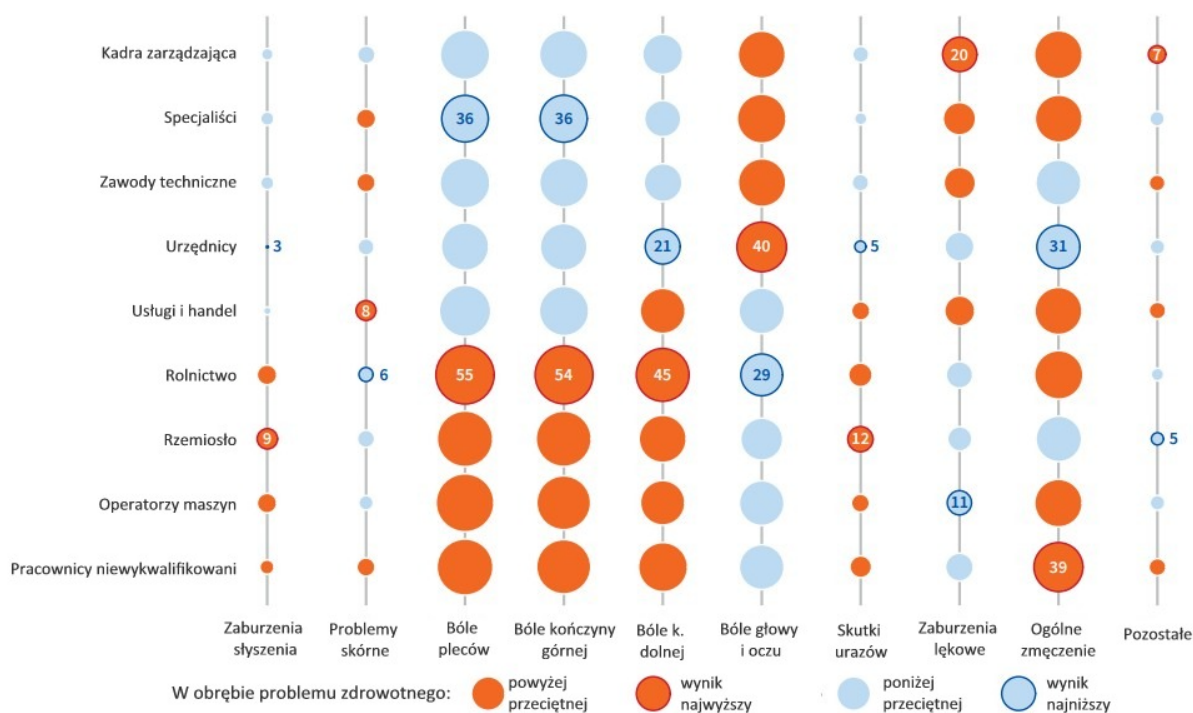 Kadra zarządzająca 20 7
Specjaliści 36 36
Zawody techniczne
Urzędnicy 3 21 40 5 31
Usługi i handel 8
Rolnictwo 6 55 54 45 29
Rzemiosło 9 12 5
Operatorzy maszyn 11
Pracownicy niewykwalifikowani 39
Zaburzenia słyszenia
Problemy skórne
Bóle pleców
Bóle kończyny górnej
Bóle k. dolnej
Bóle głowy i oczu
Skutki urazów
Zaburzenia lękowe
Ogólne zmęczenie
Pozostałe
W obrębie problemu zdrowotnego:
powyżej przeciętnej
wynik najwyższy
poniżej przeciętnej
wynik najniższy